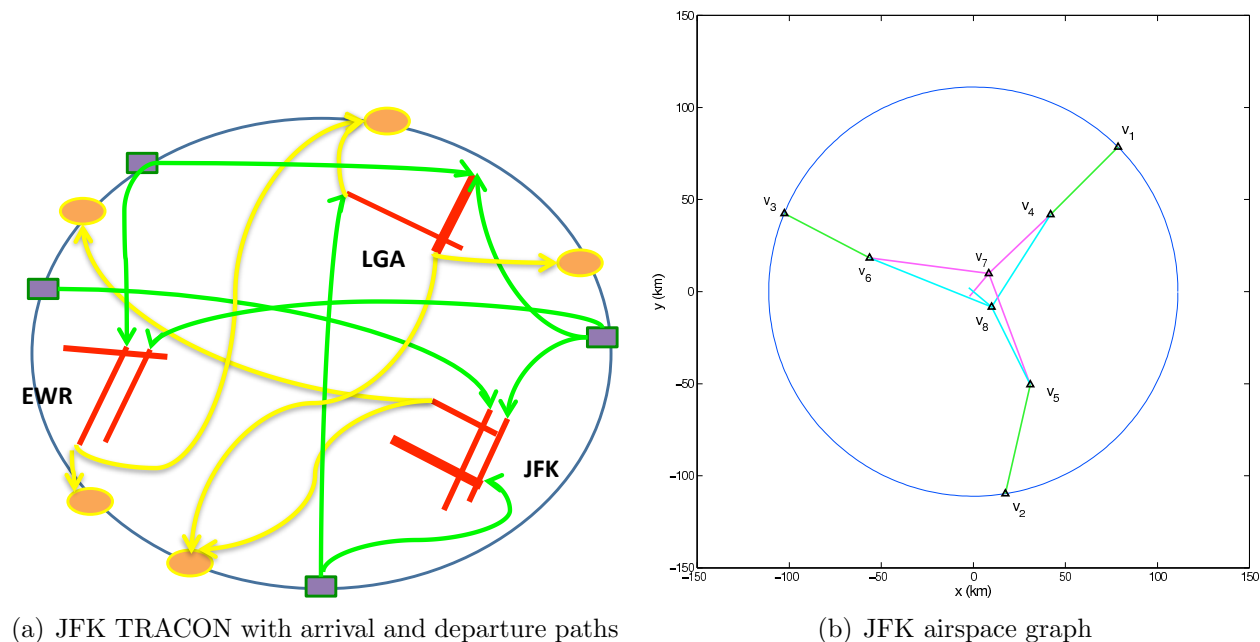 LGA
EWR
JFK
(a) JFK TRACON with arrival and departure paths
150
100
50
0
−50
−100
−150
−150
−100
−50
0
50
100
150
y (km)
x (km)
v1
v3
v4
v7
v6
v8
v5
v2
(b) JFK airspace graph